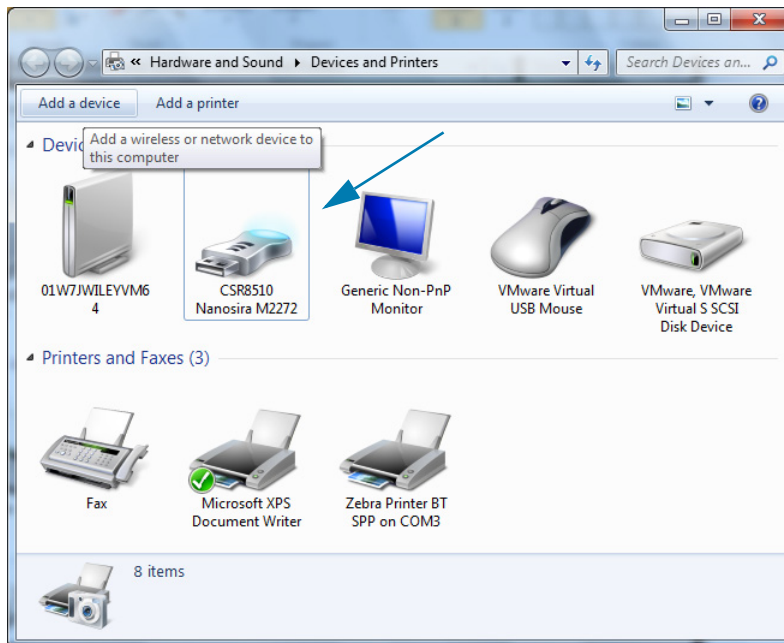 « Hardware and Sound ▸ Devices and Printers
Search Devices an...
Add a device
Add a printer
Add a wireless or network device to
this computer
01W7JWILEYVM6
4
CSR8510
Nanosira M2272
Generic Non-PnP
Monitor
VMware Virtual
USB Mouse
VMware, VMware
Virtual S SCSI
Disk Device
Printers and Faxes (3)
Fax
Microsoft XPS
Document Writer
Zebra Printer BT
SPP on COM3
8 items